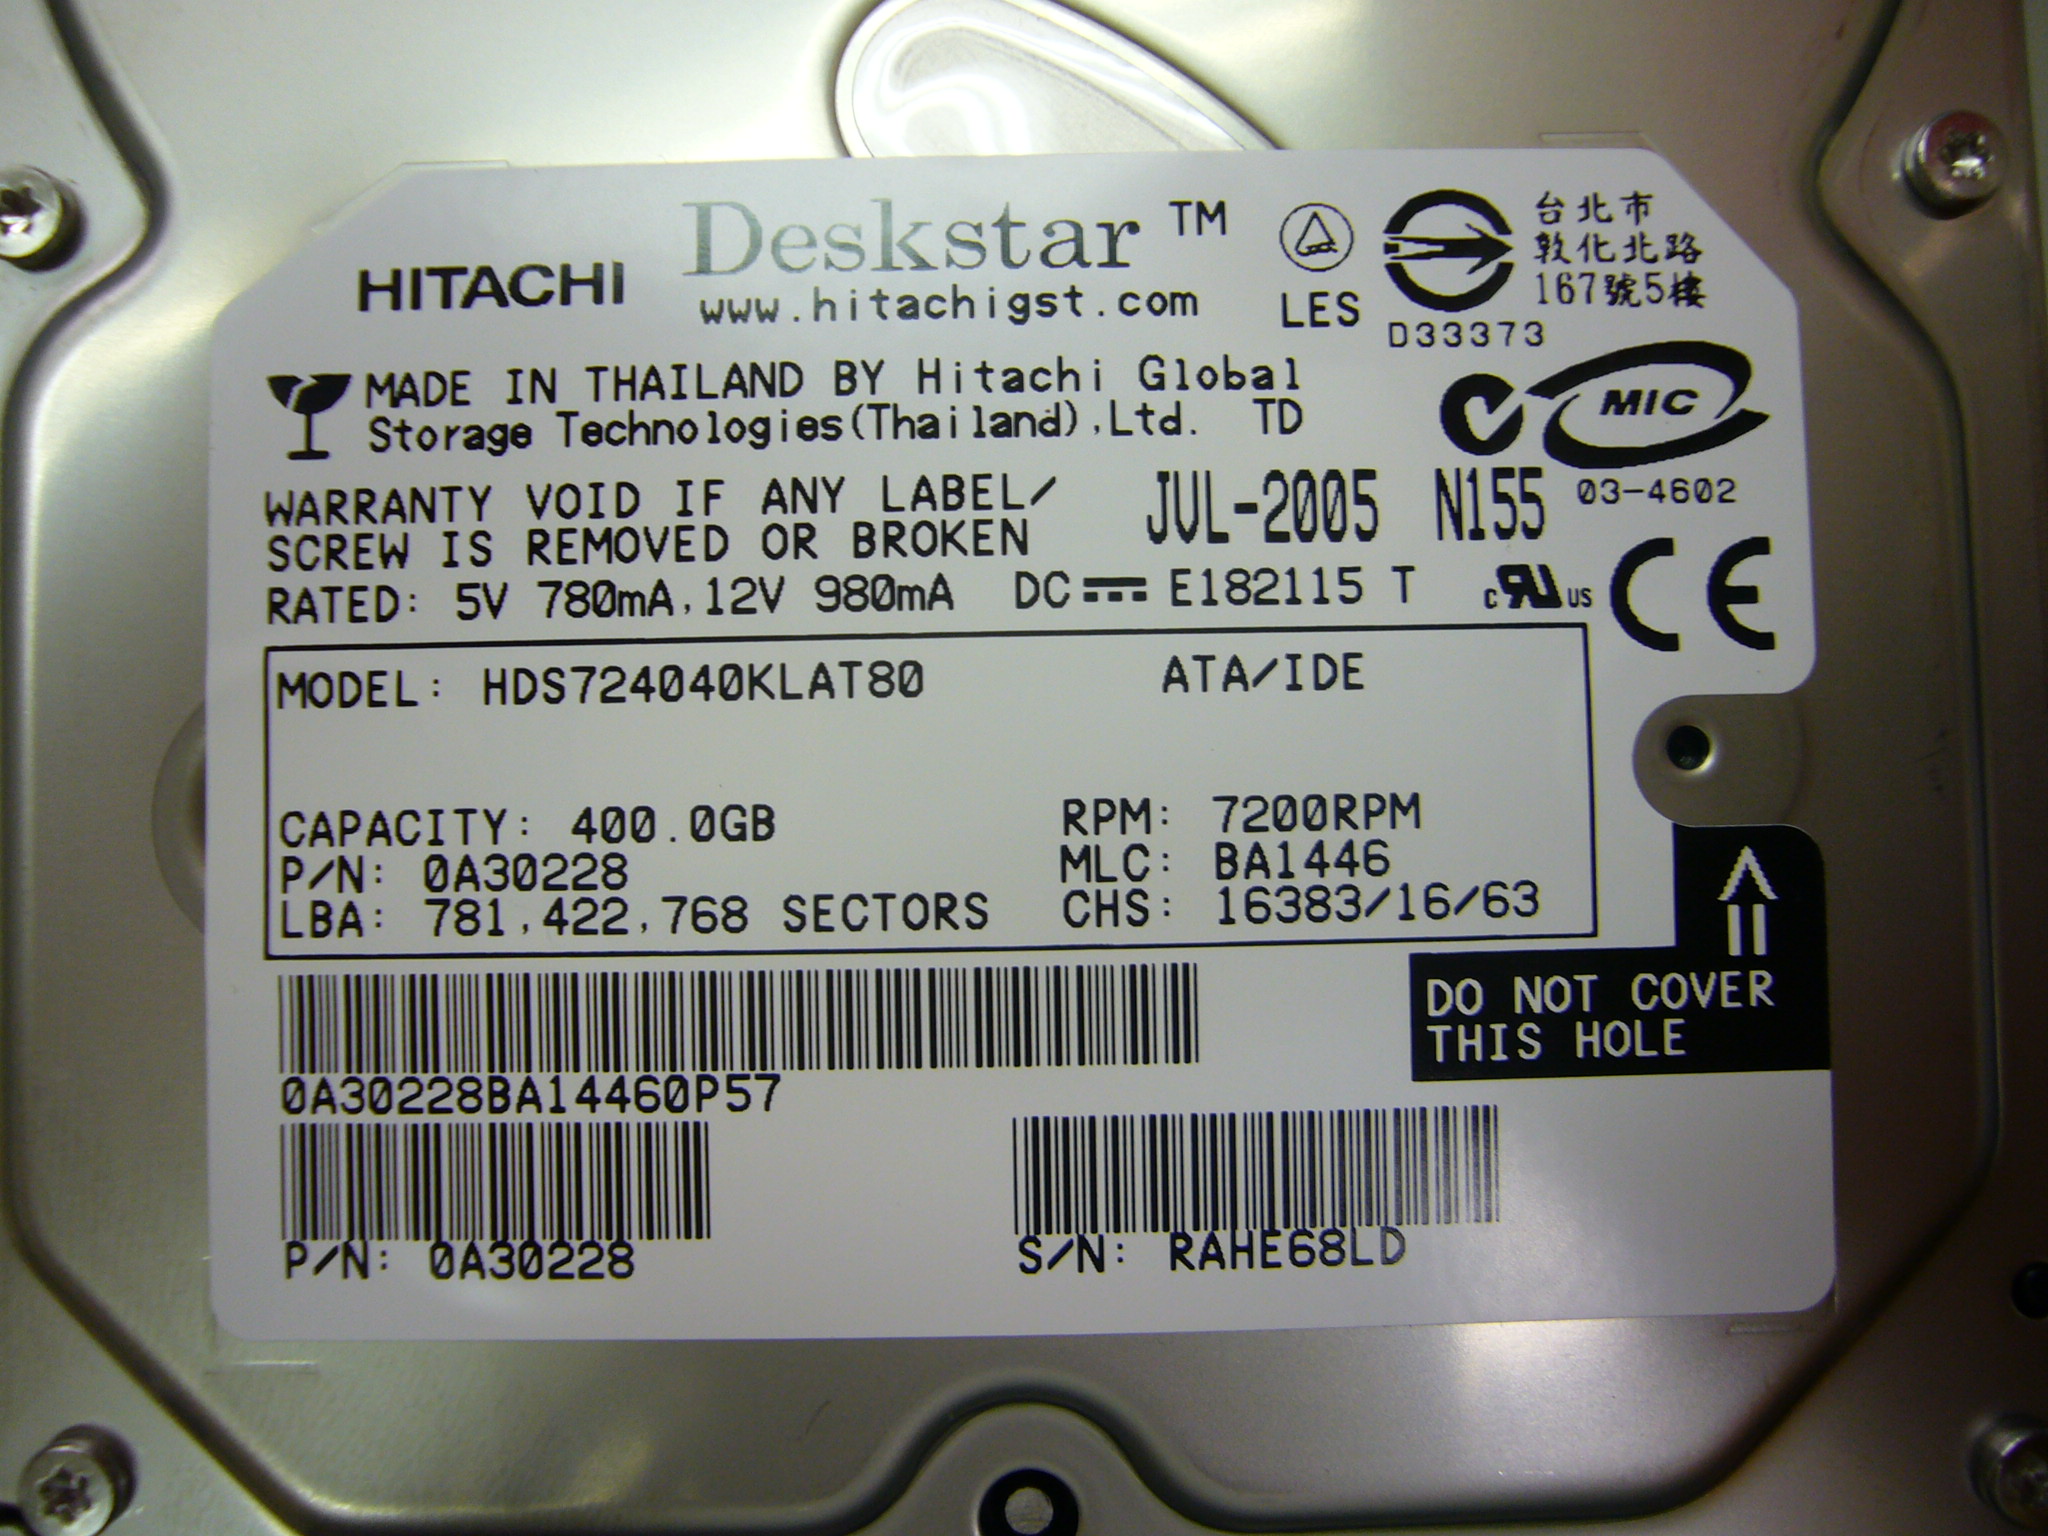 Deskstar TM
HITACHI
www.hitachigst.com
LES
D33373
台北市
敦化北路
167號5樓
MADE IN THAILAND BY Hitachi Global
Storage Technologies(Thailand),Ltd. TD
MIC
WARRANTY VOID IF ANY LABEL/
SCREW IS REMOVED OR BROKEN
JUL-2005 N155
03-4602
RATED: 5V 780mA,12V 980mA DC E182115 T
c RU US
CE
MODEL: HDS724040KLAT80 ATA/IDE
CAPACITY: 400.0GB RPM: 7200RPM
P/N: 0A30228 MLC: BA1446
LBA: 781,422,768 SECTORS CHS: 16383/16/63
DO NOT COVER
THIS HOLE
0A30228BA14460P57
P/N: 0A30228
S/N: RAHE68LD